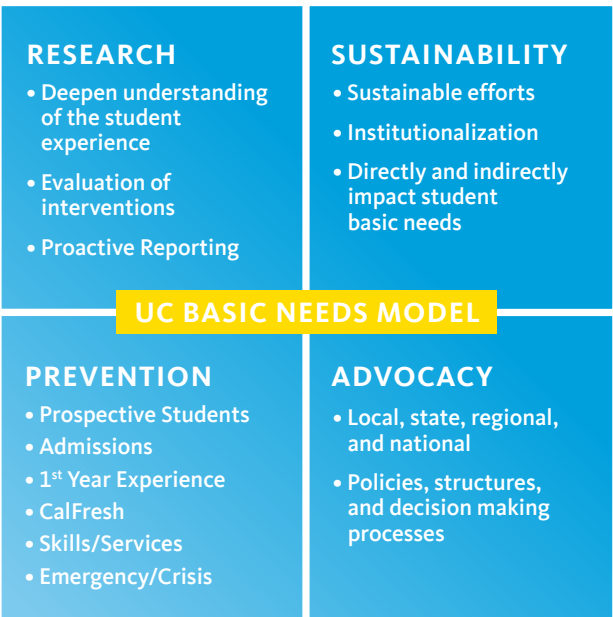 RESEARCH
• Deepen understanding
of the student
experience
• Evaluation of
interventions
• Proactive Reporting
SUSTAINABILITY
• Sustainable efforts
• Institutionalization
• Directly and indirectly
impact student
basic needs
UC BASIC NEEDS MODEL
PREVENTION
• Prospective Students
• Admissions
• 1st Year Experience
• CalFresh
• Skills/Services
• Emergency/Crisis
ADVOCACY
• Local, state, regional,
and national
• Policies, structures,
and decision making
processes